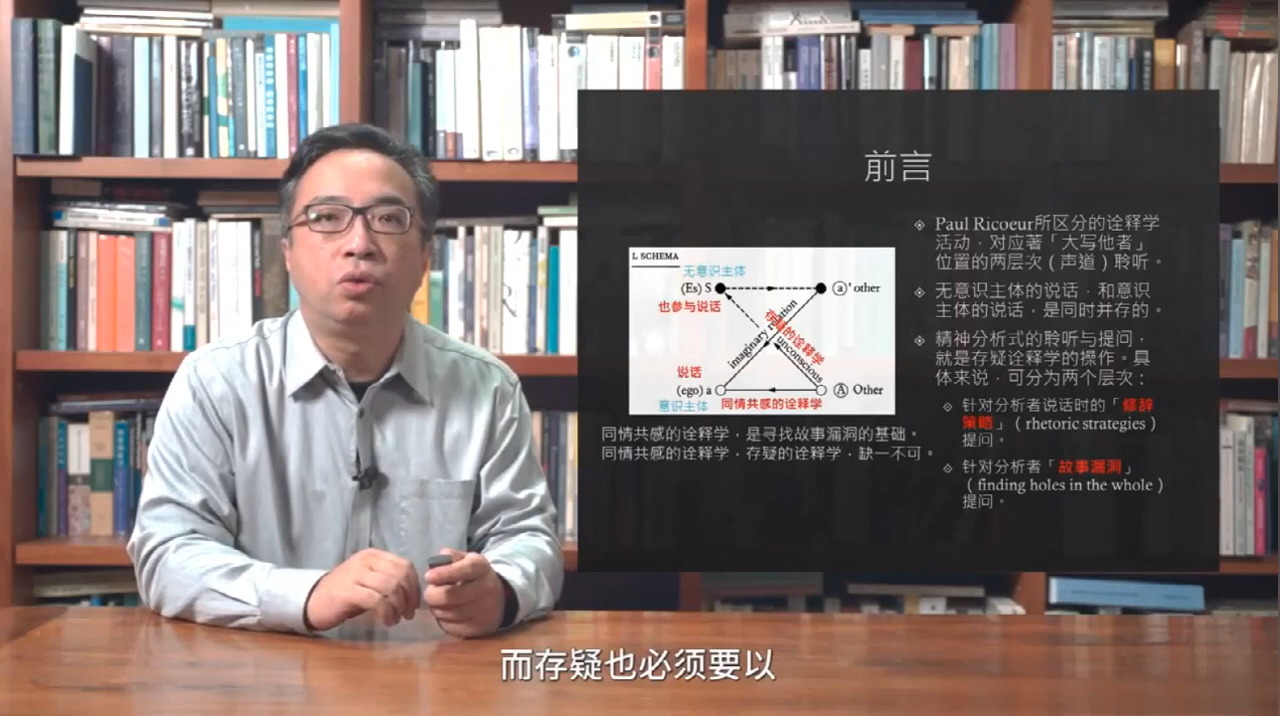 前言
Paul Ricoeur所区分的诠释学
活动，对应著「大写他者」
位置的两层次（声道）聆听。
无意识主体的说话，和意识
主体的说话，是同时并存的。
精神分析式的聆听与提问，
就是存疑诠释学的操作。具
体来说，可分为两个层次：
针对分析者说话时的「修辞
策略」（rhetoric strategies）
提问。
针对分析者「故事漏洞」
（finding holes in the whole）
提问。
L SCHEMA
无意识主体
(Es) S
a' other
也参与说话
imaginary relation
存疑的诠释学
unconscious
说话
(ego) a
A Other
意识主体
同情共感的诠释学
同情共感的诠释学，是寻找故事漏洞的基础。
同情共感的诠释学，存疑的诠释学，缺一不可。
而存疑也必须要以